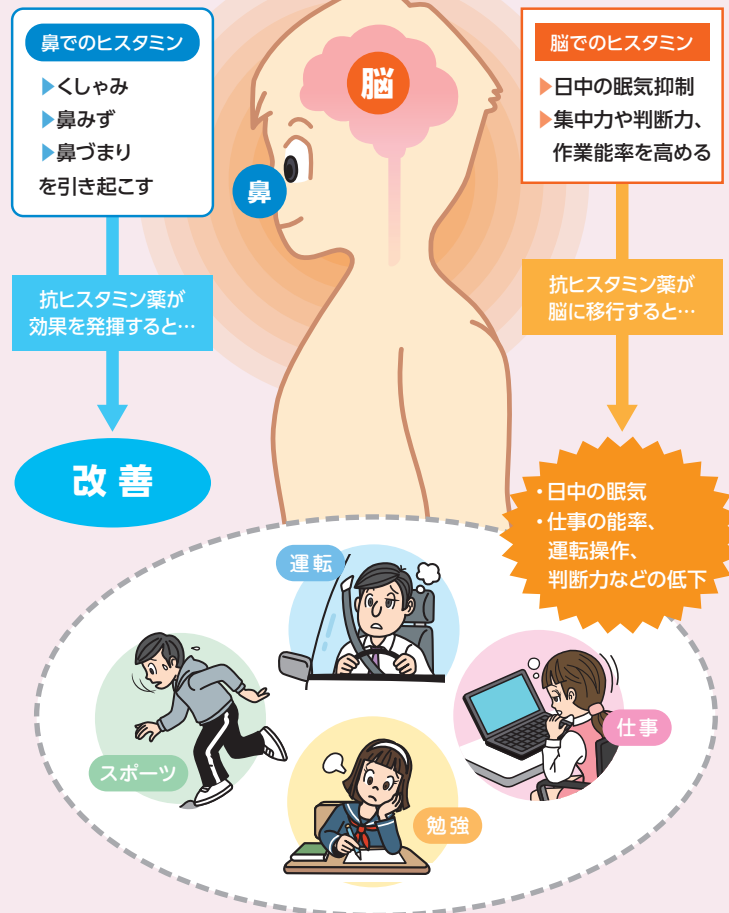 鼻でのヒスタミン
▶くしゃみ
▶鼻みず
▶鼻づまり
を引き起こす
抗ヒスタミン薬が
効果を発揮すると…
改善
脳
鼻
脳でのヒスタミン
▶日中の眠気抑制
▶集中力や判断力、
作業能率を高める
抗ヒスタミン薬が
脳に移行すると…
・日中の眠気
・仕事の能率、
運転操作、
判断力などの低下
運転
スポーツ
仕事
勉強